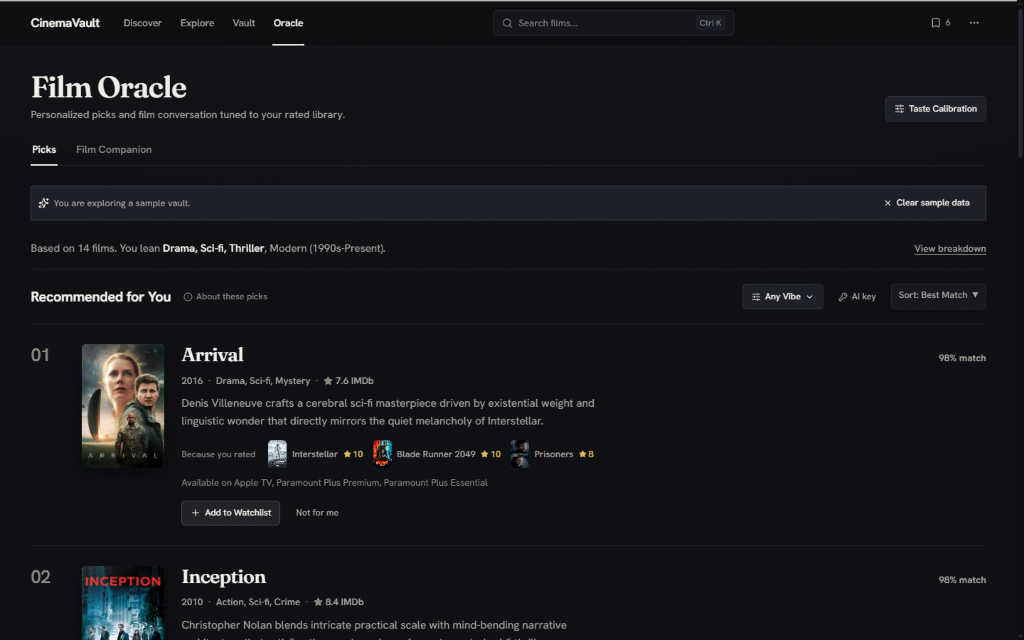 CinemaVault Discover Explore Vault Oracle Search films... Ctrl K 6
Film Oracle
Personalized picks and film conversation tuned to your rated library.
Taste Calibration
Picks Film Companion
You are exploring a sample vault. × Clear sample data
Based on 14 films. You lean Drama, Sci-fi, Thriller, Modern (1990s-Present). View breakdown
Recommended for You About these picks Any Vibe AI key Sort: Best Match ▼
01 Arrival 98% match
2016 · Drama, Sci-fi, Mystery · ★ 7.6 IMDb
Denis Villeneuve crafts a cerebral sci-fi masterpiece driven by existential weight and
linguistic wonder that directly mirrors the quiet melancholy of Interstellar.
Because you rated Interstellar ★ 10 Blade Runner 2049 ★ 10 Prisoners ★ 8
ARRIVAL
Available on Apple TV, Paramount Plus Premium, Paramount Plus Essential
+ Add to Watchlist Not for me
02 INCEPTION Inception 98% match
2010 · Action, Sci-fi, Crime · ★ 8.4 IMDb
Christopher Nolan blends intricate practical scale with mind-bending narrative